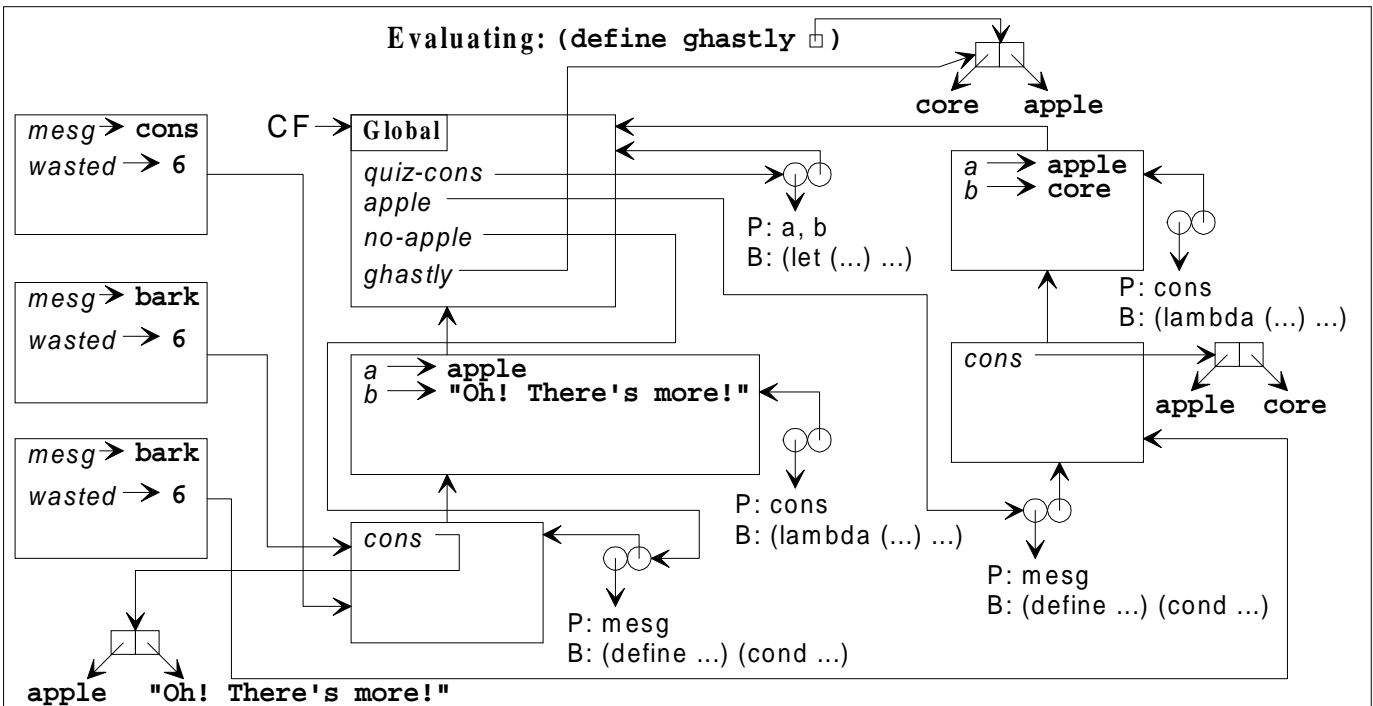 Evaluating: (define ghastly )
core apple
mesg cons
wasted 6
mesg bark
wasted 6
mesg bark
wasted 6
CF
Global
quiz-cons
apple
no-apple
ghastly
P: a, b
B: (let (...) ...)
a apple
b core
P: cons
B: (lambda (...) ...)
a apple
b "Oh! There's more!"
P: cons
B: (lambda (...) ...)
cons
apple core
cons
P: mesg
B: (define ...) (cond ...)
P: mesg
B: (define ...) (cond ...)
apple "Oh! There's more!"